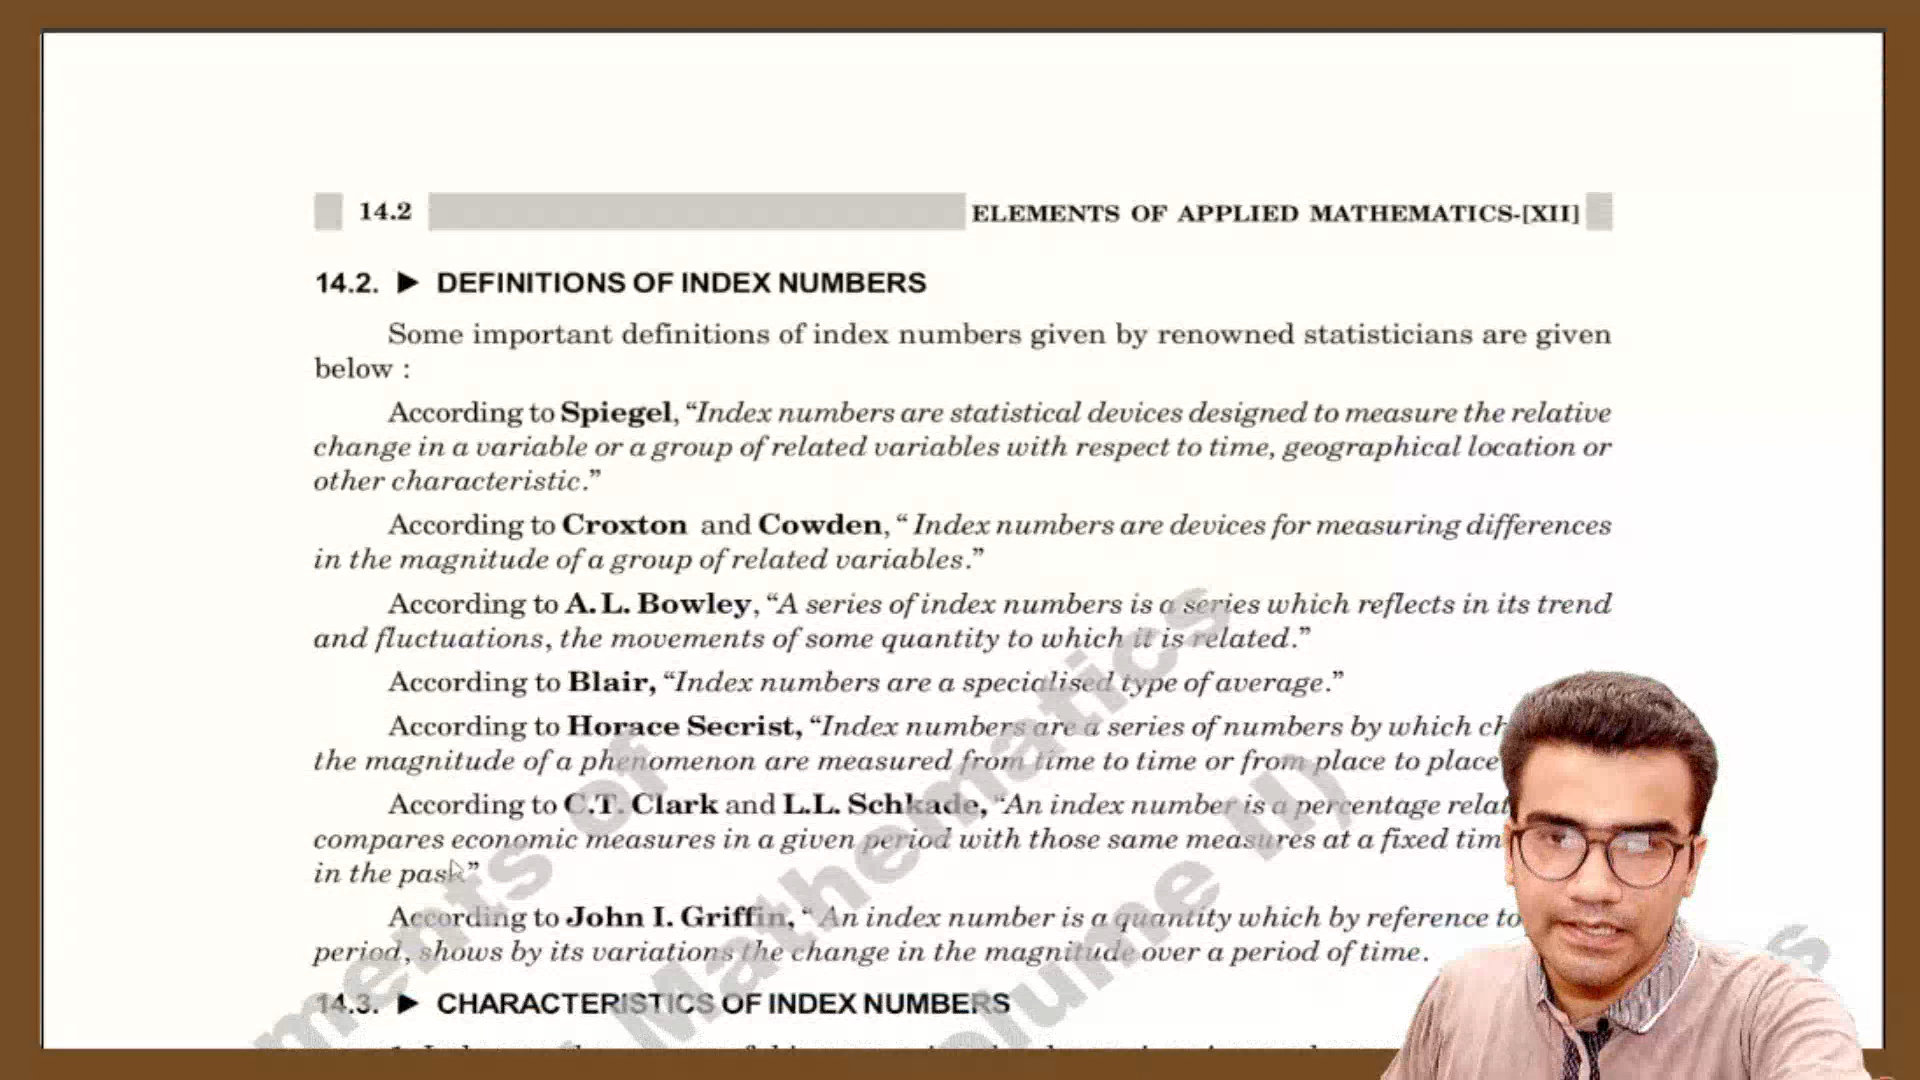 14.2 ELEMENTS OF APPLIED MATHEMATICS-[XII]
14.2. ► DEFINITIONS OF INDEX NUMBERS
Some important definitions of index numbers given by renowned statisticians are given
below :
According to Spiegel, “Index numbers are statistical devices designed to measure the relative
change in a variable or a group of related variables with respect to time, geographical location or
other characteristic.”
According to Croxton and Cowden, “ Index numbers are devices for measuring differences
in the magnitude of a group of related variables.”
According to A.L. Bowley, “A series of index numbers is a series which reflects in its trend
and fluctuations, the movements of some quantity to which it is related.”
According to Blair, “Index numbers are a specialised type of average.”
According to Horace Secrist, “Index numbers are a series of numbers by which
the magnitude of a phenomenon are measured from time to time or from place to place
According to C.T. Clark and L.L. Schkade, “An index number is a percentage
compares economic measures in a given period with those same measures at a fixed
in the past”
According to John I. Griffin, “ An index number is a quantity which by reference to
period, shows by its variations the change in the magnitude over a period of time.
14.3. ► CHARACTERISTICS OF INDEX NUMBERS
of
Mathematics
II)